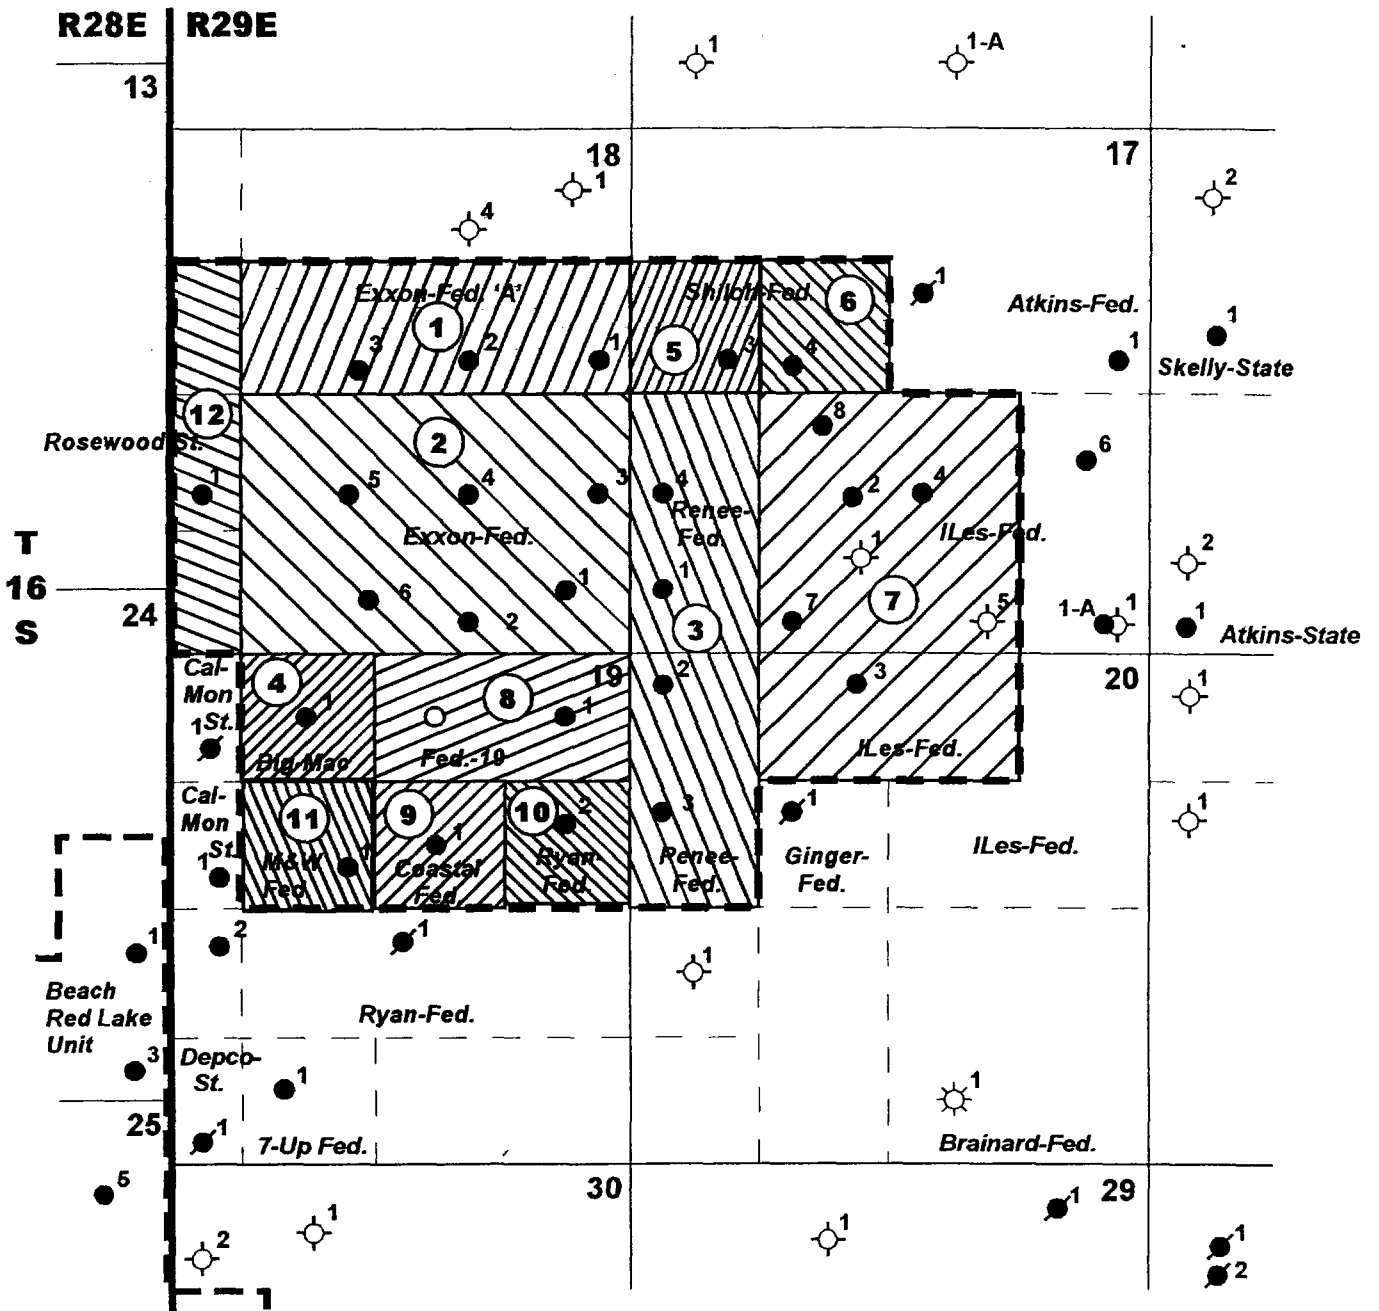 R28E R29E
1
1-A
13
18
17
1
2
4
Exxon-Fed. 'A'
Shiloh-Fed.
6
1
Atkins-Fed.
1
3
2
1
5
3
4
1
1
Skelly-State
12
2
8
Rosewood St.
6
1
5
4
3
4
2
4
Renee-
Fed.
Exxon-Fed.
ILes-Fed.
1
T
16
S
2
1
1
6
7
7
5
1-A
1
1
24
2
3
Atkins-State
Cal-
Mon
St.
1
4
1
8
19
1
2
3
20
1
Big-Mac
Fed.-19
ILes-Fed.
Cal-
Mon
St.
1
11
9
10
2
3
1
1
M&W
Fed
1
Coastal
Fed.
1
Ryan-
Fed.
Renee-
Fed.
Ginger-
Fed.
ILes-Fed.
1
2
1
1
Beach
Red Lake
Unit
Ryan-Fed.
3
Depco-
St.
1
1
25
1
7-Up Fed.
Brainard-Fed.
5
30
29
1
2
1
1
1
2